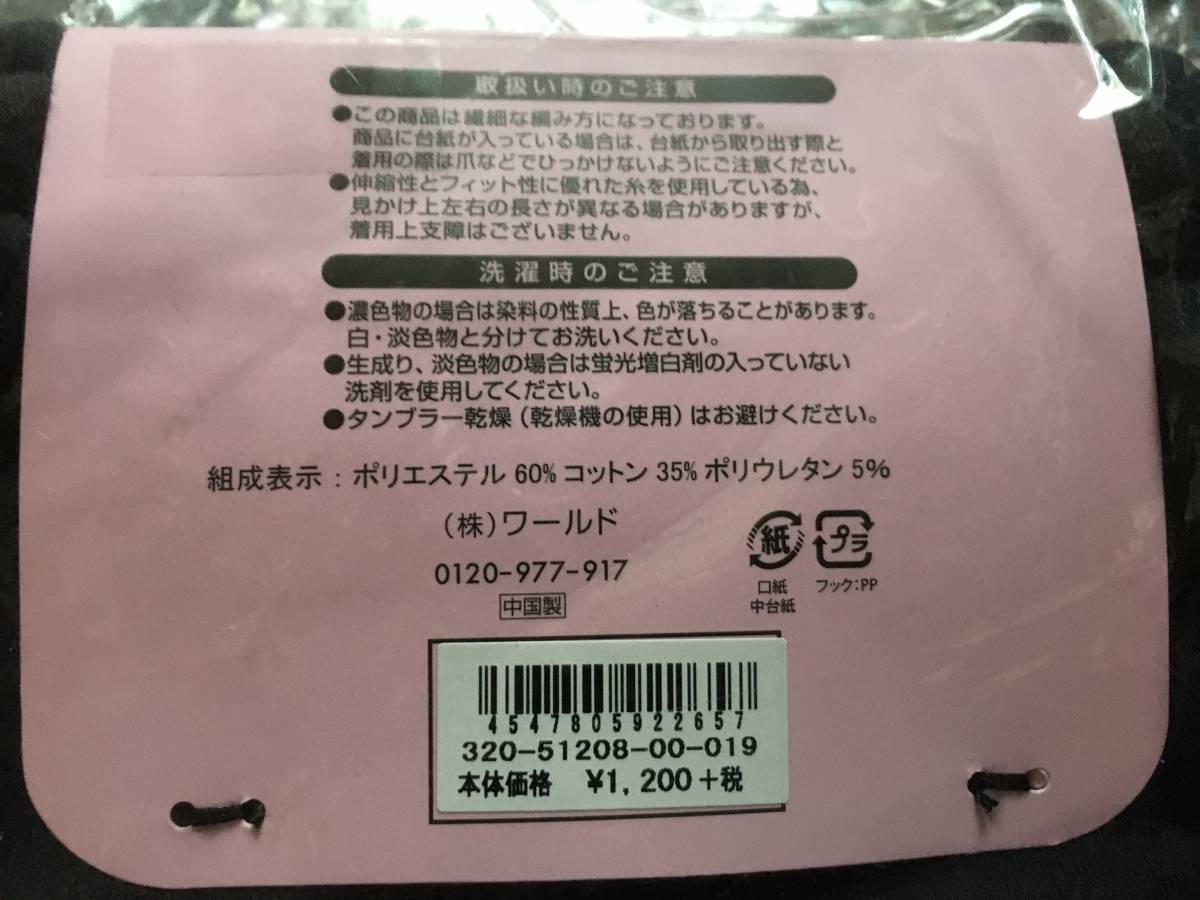 取扱い時のご注意
●この商品は繊細な編み方になっております。
商品に台紙が入っている場合は、台紙から取り出す際と
着用の際は爪などでひっかけないようにご注意ください。
●伸縮性とフィット性に優れた糸を使用している為、
見かけ上左右の長さが異なる場合がありますが、
着用上支障はございません。
洗濯時のご注意
●濃色物の場合は染料の性質上、色が落ちることがあります。
白・淡色物と分けてお洗いください。
●生成り、淡色物の場合は蛍光増白剤の入っていない
洗剤を使用してください。
●タンブラー乾燥（乾燥機の使用）はお避けください。
組成表示：ポリエステル 60% コットン 35% ポリウレタン 5%
（株）ワールド
0120-977-917
中国製
紙
口紙
中台紙
プラ
フック:PP
4547805922657
320-51208-00-019
本体価格 ¥1,200+税